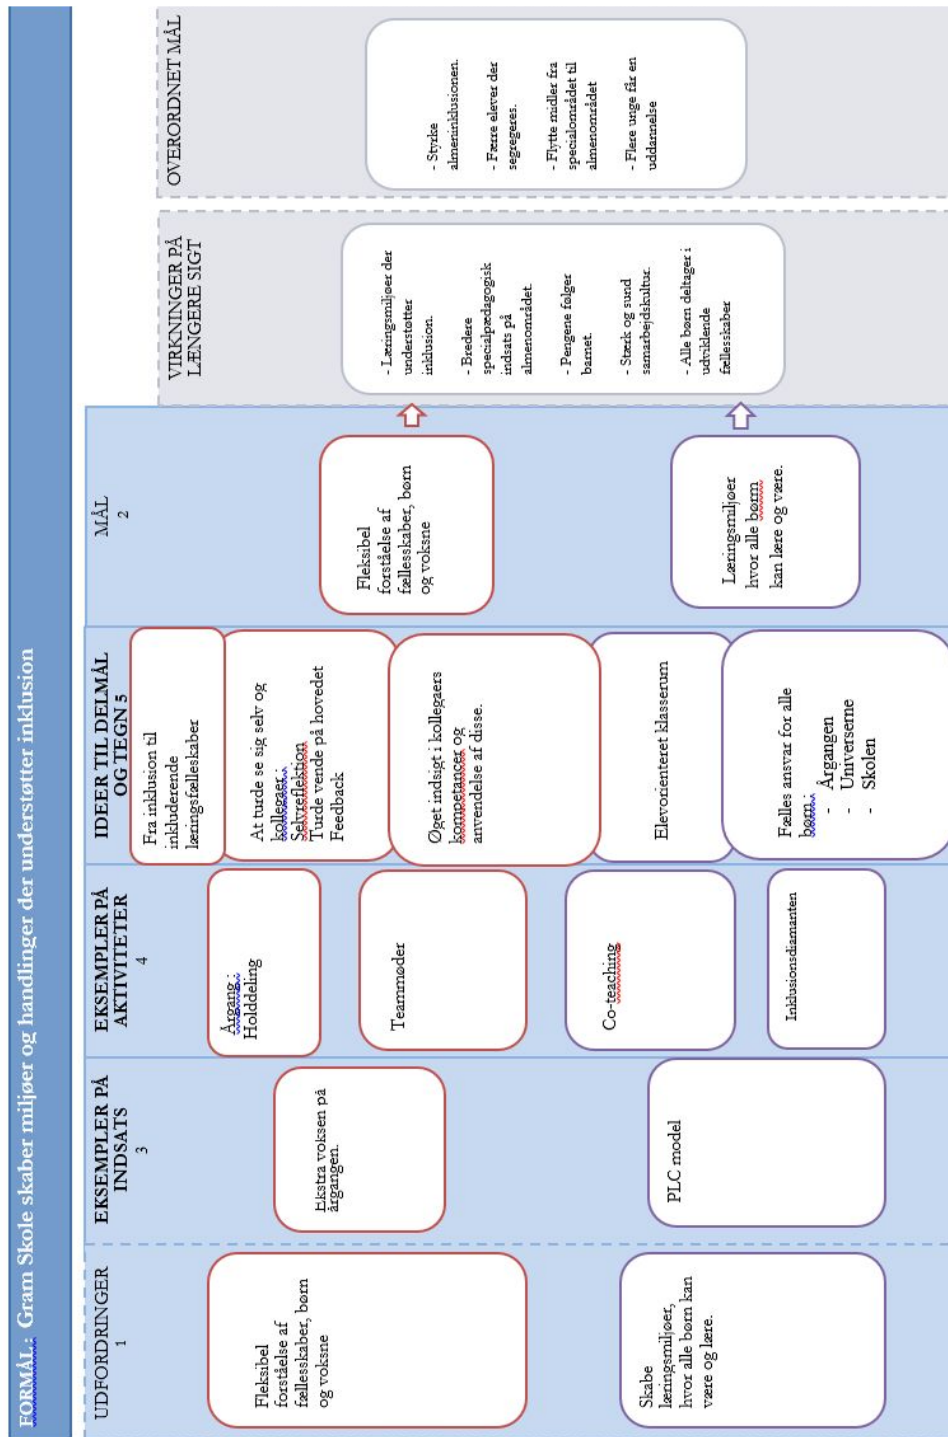 FORMÅL : Gram Skole skaber miljøer og handlinger der understøtter inklusion
UDFORDRINGER
1
Fleksibel
forståelse af
fællesskaber, børn
og voksne
Skabe
læringsmiljøer,
hvor alle børn kan
være og lære.
EKSEMPLER PÅ
INDSATS
3
Ekstra voksen på
årgangen.
PLC model
EKSEMPLER PÅ
AKTIVITETER
4
Årgang :
Holddeling
Teammøder
Co-teaching
Inklusionsdiamanten
IDEER TIL DELMÅL
OG TEGN 5
Fra inklusion til
inkluderende
læringsfælleskaber
At turde se sig selv og
kollegaer :
Selvreflektion
Turde vende på hovedet
Feedback
Øget indsigt i kollegaers
kompetancer og
anvendelse af disse.
Elevorienteret klasserum
Fælles ansvar for alle
børn :
- Årgangen
- Universerne
- Skolen
MÅL
2
Fleksibel
forståelse af
fællesskaber, børn
og voksne
Læringsmiljøer
hvor alle børm
kan lære og være.
VIRKNINGER PÅ
LÆNGERE SIGT
- Læringsmiljøer der
understøtter
inklusion.
- Bredere
specialpædagogisk
indsats på
almenområdet.
- Pengene følger
barnet.
- Stærk og sund
samarbejdskultur.
- Alle børn deltager i
udviklende
fællesskaber
OVERORDNET MÅL
- Styrke
almeninklusionen.
- Færre elever der
segregeres.
- Flytte midler fra
specialområdet til
almenområdet
- Flere unge får en
uddannelse